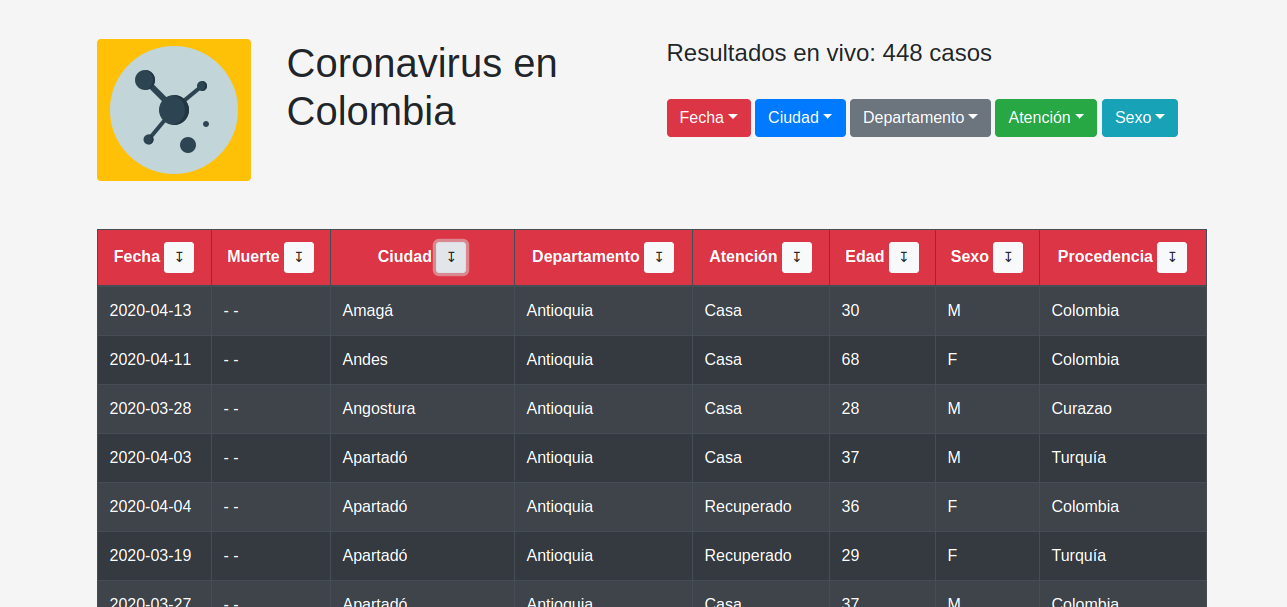 Coronavirus en
Colombia
Resultados en vivo: 448 casos
Fecha Ciudad Departamento Atención Sexo
Fecha ↧ Muerte ↧ Ciudad ↧ Departamento ↧ Atención ↧ Edad ↧ Sexo ↧ Procedencia ↧
2020-04-13 - - Amagá Antioquia Casa 30 M Colombia
2020-04-11 - - Andes Antioquia Casa 68 F Colombia
2020-03-28 - - Angostura Antioquia Casa 28 M Curazao
2020-04-03 - - Apartadó Antioquia Casa 37 M Turquía
2020-04-04 - - Apartadó Antioquia Recuperado 36 F Colombia
2020-03-19 - - Apartadó Antioquia Recuperado 29 F Turquía
2020-03-27 - - Apartadó Antioquia Casa 37 M Colombia